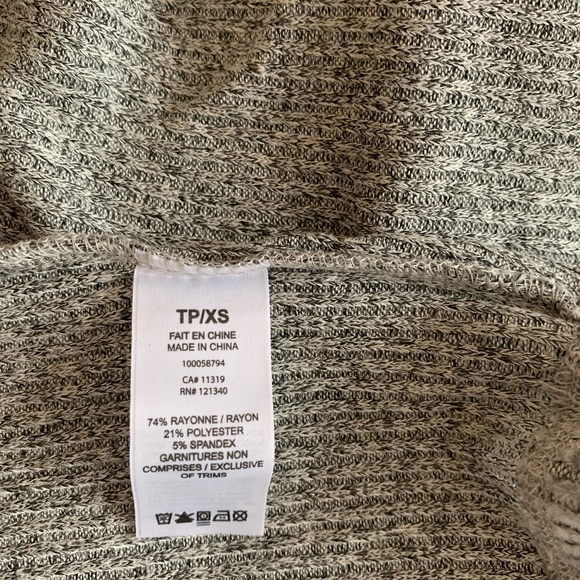 TP/XS
FAIT EN CHINE
MADE IN CHINA
100058794
CA# 11319
RN# 121340
74% RAYONNE / RAYON
21% POLYESTER
5% SPANDEX
GARNITURES NON
COMPRISES / EXCLUSIVE
OF TRIMS